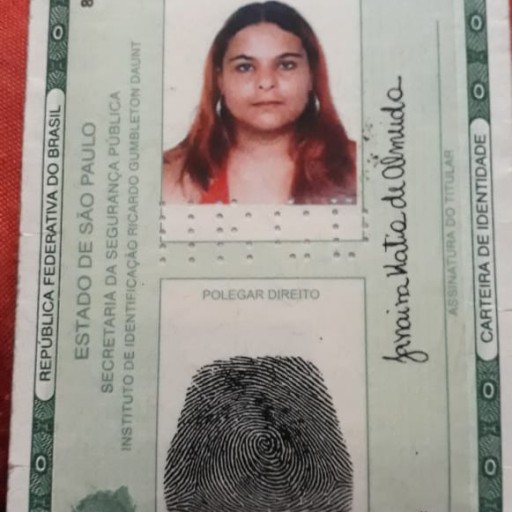 REPÚBLICA FEDERATIVA DO BRASIL
ESTADO DE SÃO PAULO
SECRETARIA DA SEGURANÇA PÚBLICA
INSTITUTO DE IDENTIFICAÇÃO RICARDO GUMBLETON DAUNT
POLEGAR DIREITO
Katia de Almeida
ASSINATURA DO TITULAR
CARTEIRA DE IDENTIDADE